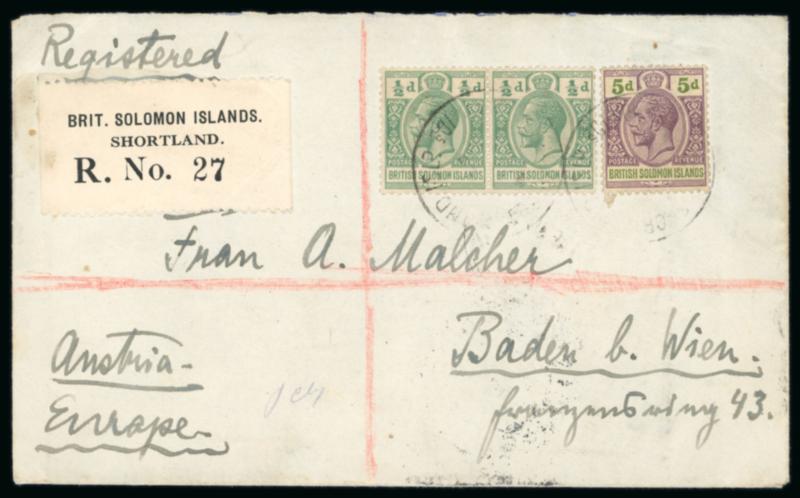 Registered
BRIT. SOLOMON ISLANDS.
SHORTLAND.
R. No. 27
½d ½d
POSTAGE REVENUE
BRITISH SOLOMON ISLANDS
½d ½d
POSTAGE REVENUE
BRITISH SOLOMON ISLANDS
5d 5d
POSTAGE REVENUE
BRITISH SOLOMON ISLANDS
Frau A. Malcher
Austria-
Europe
Baden b. Wien.
Franzensring 43.